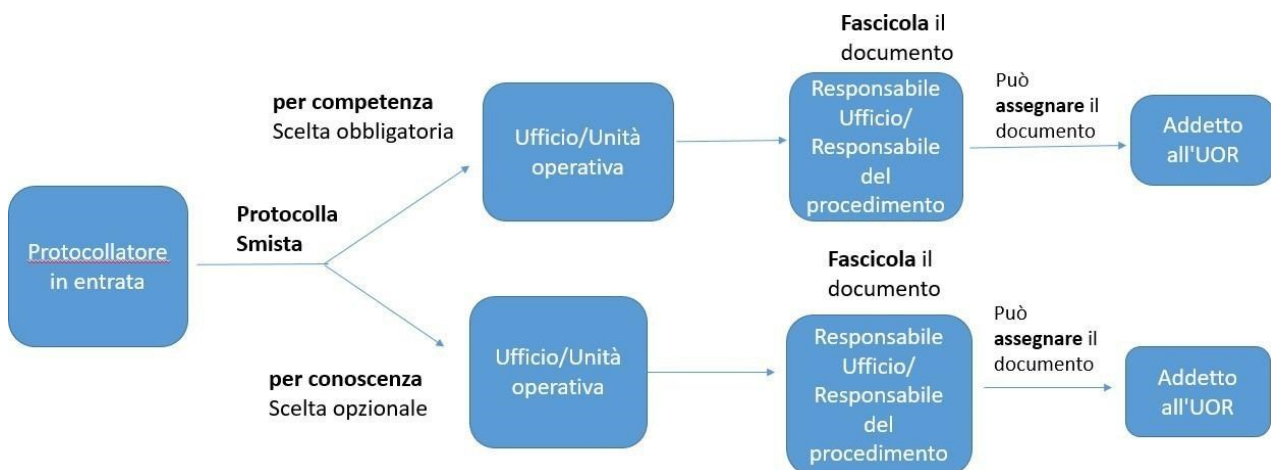 Protocollatore
in entrata
Protocolla
Smista
per competenza
Scelta obbligatoria
Ufficio/Unità
operativa
Fascicola il
documento
Responsabile
Ufficio/
Responsabile
del
procedimento
Può
assegnare il
documento
Addetto
all'UOR
per conoscenza
Scelta opzionale
Ufficio/Unità
operativa
Fascicola il
documento
Responsabile
Ufficio/
Responsabile
del
procedimento
Può
assegnare il
documento
Addetto
all'UOR